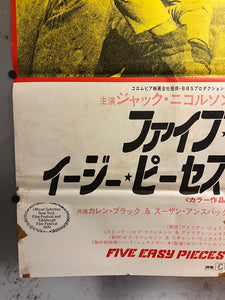 コロムビア映画会社提供・BBSプロダクション
主演 ジャック・ニコルソン
ファイブ・
イージー★ピーセス
〈カラー作品
共演 カレン・ブラック & スーザン・アンスパック
Official Selection
New York
Film Festival and
Edinburgh
Film Festival
1970
FIVE EASY PIECES